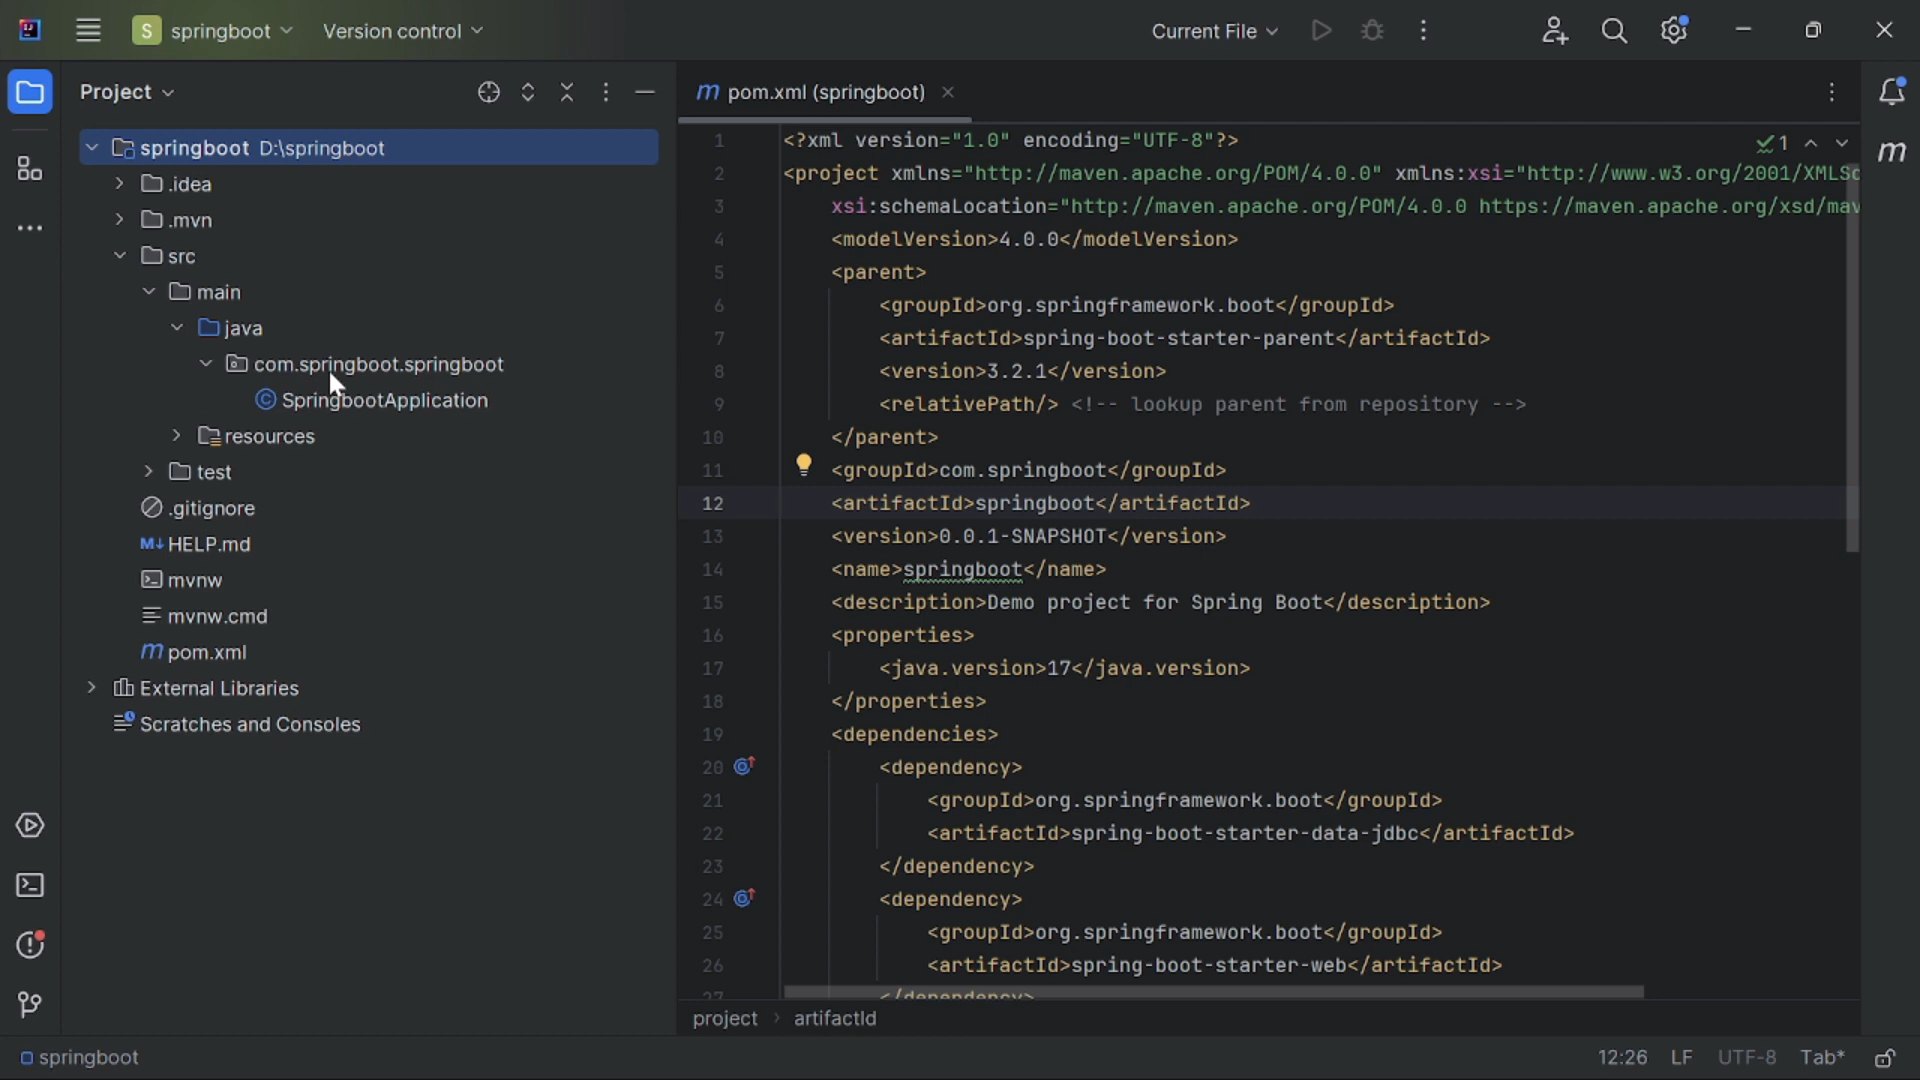 S springboot Version control Current File
Project
springboot D:\springboot
.idea
.mvn
src
main
java
com.springboot.springboot
SpringbootApplication
resources
test
.gitignore
HELP.md
mvnw
mvnw.cmd
pom.xml
External Libraries
Scratches and Consoles
pom.xml (springboot)
1 <?xml version="1.0" encoding="UTF-8"?>
2 <project xmlns="http://maven.apache.org/POM/4.0.0" xmlns:xsi="http://www.w3.org/2001/XMLSc
3 xsi:schemaLocation="http://maven.apache.org/POM/4.0.0 https://maven.apache.org/xsd/mav
4 <modelVersion>4.0.0</modelVersion>
5 <parent>
6 <groupId>org.springframework.boot</groupId>
7 <artifactId>spring-boot-starter-parent</artifactId>
8 <version>3.2.1</version>
9 <relativePath/> <!-- lookup parent from repository -->
10 </parent>
11 <groupId>com.springboot</groupId>
12 <artifactId>springboot</artifactId>
13 <version>0.0.1-SNAPSHOT</version>
14 <name>springboot</name>
15 <description>Demo project for Spring Boot</description>
16 <properties>
17 <java.version>17</java.version>
18 </properties>
19 <dependencies>
20 <dependency>
21 <groupId>org.springframework.boot</groupId>
22 <artifactId>spring-boot-starter-data-jdbc</artifactId>
23 </dependency>
24 <dependency>
25 <groupId>org.springframework.boot</groupId>
26 <artifactId>spring-boot-starter-web</artifactId>
27 </dependency>
1
project › artifactId
springboot
12:26 LF UTF-8 Tab*